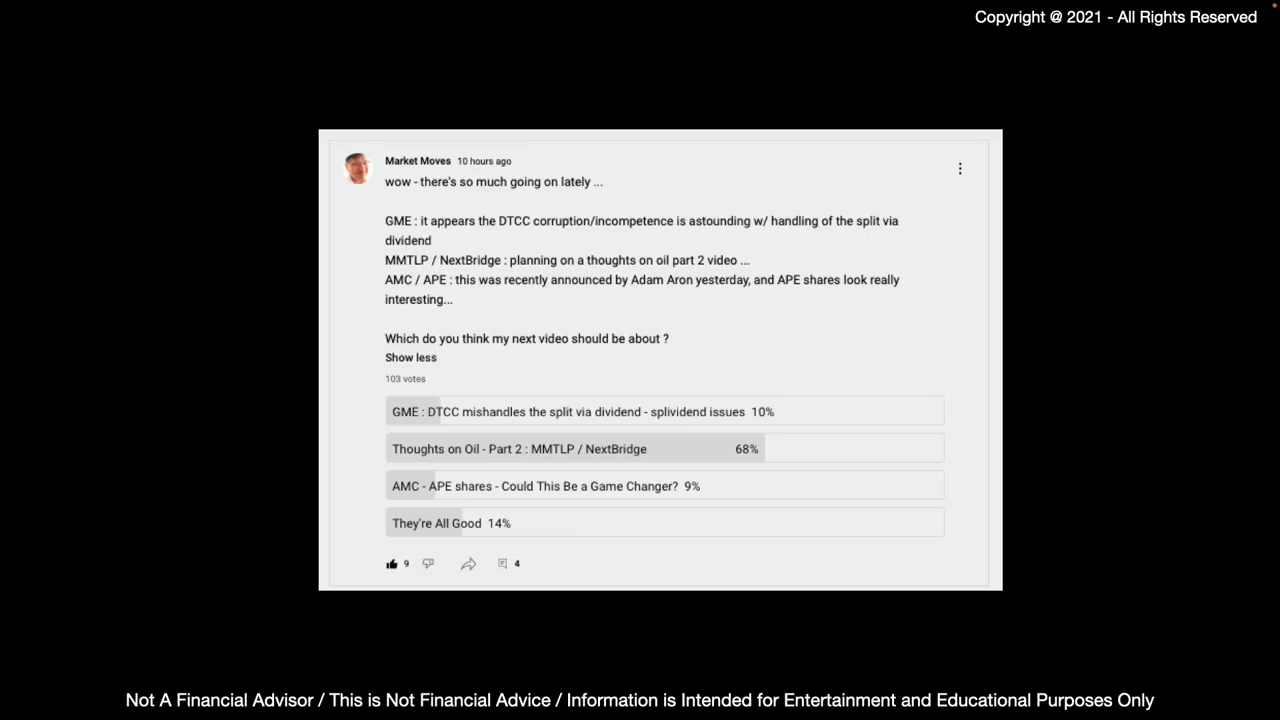 Copyright @ 2021 - All Rights Reserved
Market Moves 10 hours ago
wow - there's so much going on lately ...
GME : it appears the DTCC corruption/incompetence is astounding w/ handling of the split via
dividend
MMTLP / NextBridge : planning on a thoughts on oil part 2 video ...
AMC / APE : this was recently announced by Adam Aron yesterday, and APE shares look really
interesting...
Which do you think my next video should be about ?
Show less
103 votes
GME : DTCC mishandles the split via dividend - splividend issues 10%
Thoughts on Oil - Part 2 : MMTLP / NextBridge 68%
AMC - APE shares - Could This Be a Game Changer? 9%
They're All Good 14%
9 4
Not A Financial Advisor / This is Not Financial Advice / Information is Intended for Entertainment and Educational Purposes Only